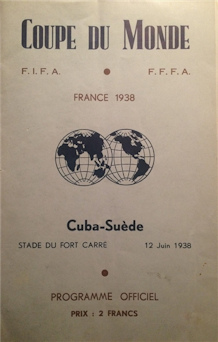 COUPE DU MONDE
F. I. F. A. F. F. F. A.
FRANCE 1938
Cuba-Suède
STADE DU FORT CARRÉ 12 Juin 1938
PROGRAMME OFFICIEL
PRIX : 2 FRANCS